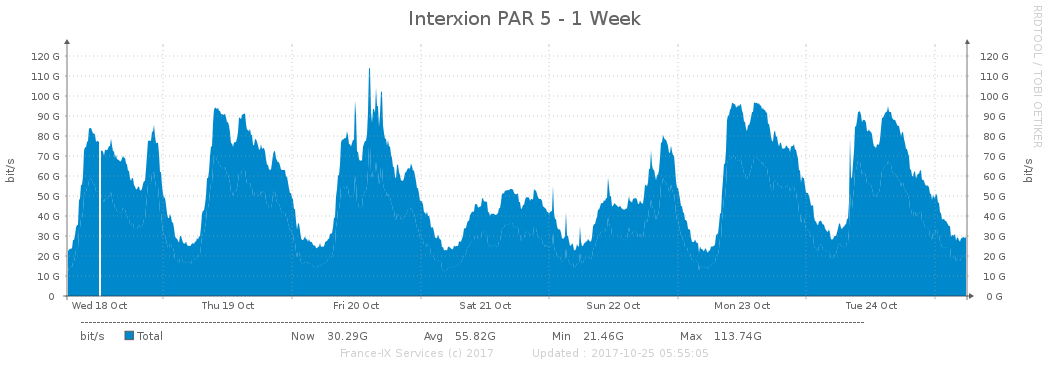 Interxion PAR 5 - 1 Week
RRDTOOL / TOBI OETIKER
bit/s
120 G 120 G
110 G 110 G
100 G 100 G
90 G 90 G
80 G 80 G
70 G 70 G
60 G 60 G
50 G 50 G
40 G 40 G
30 G 30 G
20 G 20 G
10 G 10 G
0 0 G
bit/s
Wed 18 Oct Thu 19 Oct Fri 20 Oct Sat 21 Oct Sun 22 Oct Mon 23 Oct Tue 24 Oct
bit/s Total Now 30.29G Avg 55.82G Min 21.46G Max 113.74G
France-IX Services (c) 2017 Updated : 2017-10-25 05:55:05